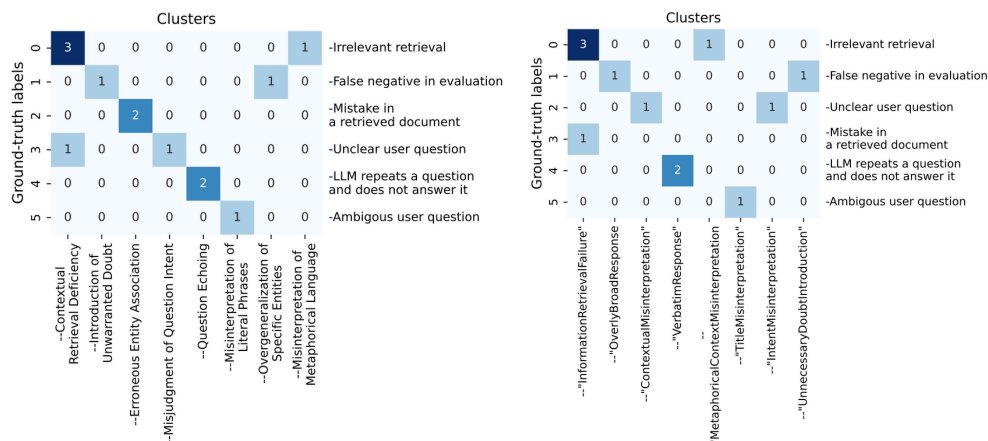 Clusters
Ground-truth labels
0 3 0 0 0 0 0 0 1 -Irrelevant retrieval
1 0 1 0 0 0 0 1 0 -False negative in evaluation
2 0 0 2 0 0 0 0 0 -Mistake in
a retrieved document
3 1 0 0 1 0 0 0 0 -Unclear user question
4 0 0 0 0 2 0 0 0 -LLM repeats a question
and does not answer it
5 0 0 0 0 0 1 0 0 -Ambigous user question
--Contextual
Retrieval Deficiency
--Introduction of
Unwarranted Doubt
--Erroneous Entity Association
--Misjudgment of Question Intent
--Question Echoing
--Misinterpretation of
Literal Phrases
--Overgeneralization of
Specific Entities
--Misinterpretation of
Metaphorical Language
Clusters
Ground-truth labels
0 3 0 0 0 1 0 0 0 -Irrelevant retrieval
1 0 1 0 0 0 0 0 1 -False negative in evaluation
2 0 0 1 0 0 0 1 0 -Unclear user question
3 1 0 0 0 0 0 0 0 -Mistake in
a retrieved document
4 0 0 0 2 0 0 0 0 -LLM repeats a question
and does not answer it
5 0 0 0 0 0 1 0 0 -Ambigous user question
--"InformationRetrievalFailure"
--"OverlyBroadResponse
--"ContextualMisinterpretation"
--"VerbatimResponse"
--
MetaphoricalContextMisinterpretation
--"TitleMisinterpretation"
--"IntentMisinterpretation"
--"UnnecessaryDoubtIntroduction"